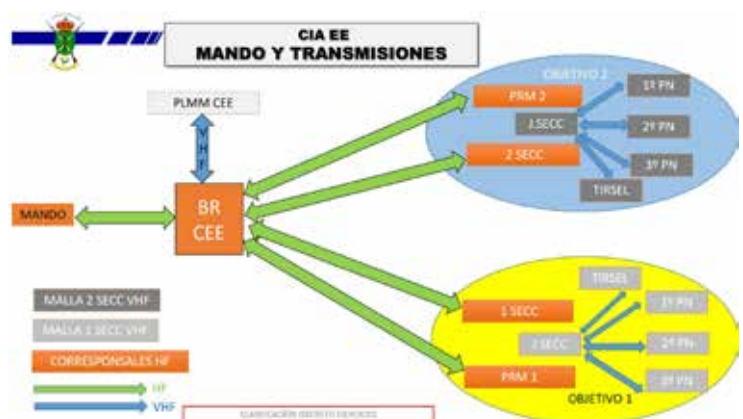 CIA EE
MANDO Y TRANSMISIONES
PLMM CEE
VHF
MANDO
BR
CEE
OBJETIVO 2
PRM 2
J SECC
2 SECC
1º PN
2º PN
3º PN
TIRSEL
TIRSEL
1 SECC
J SECC
PRM 1
1º PN
2º PN
3º PN
OBJETIVO 1
MALLA 2 SECC VHF
MALLA 1 SECC VHF
CORRESPONSALES HF
HF
VHF